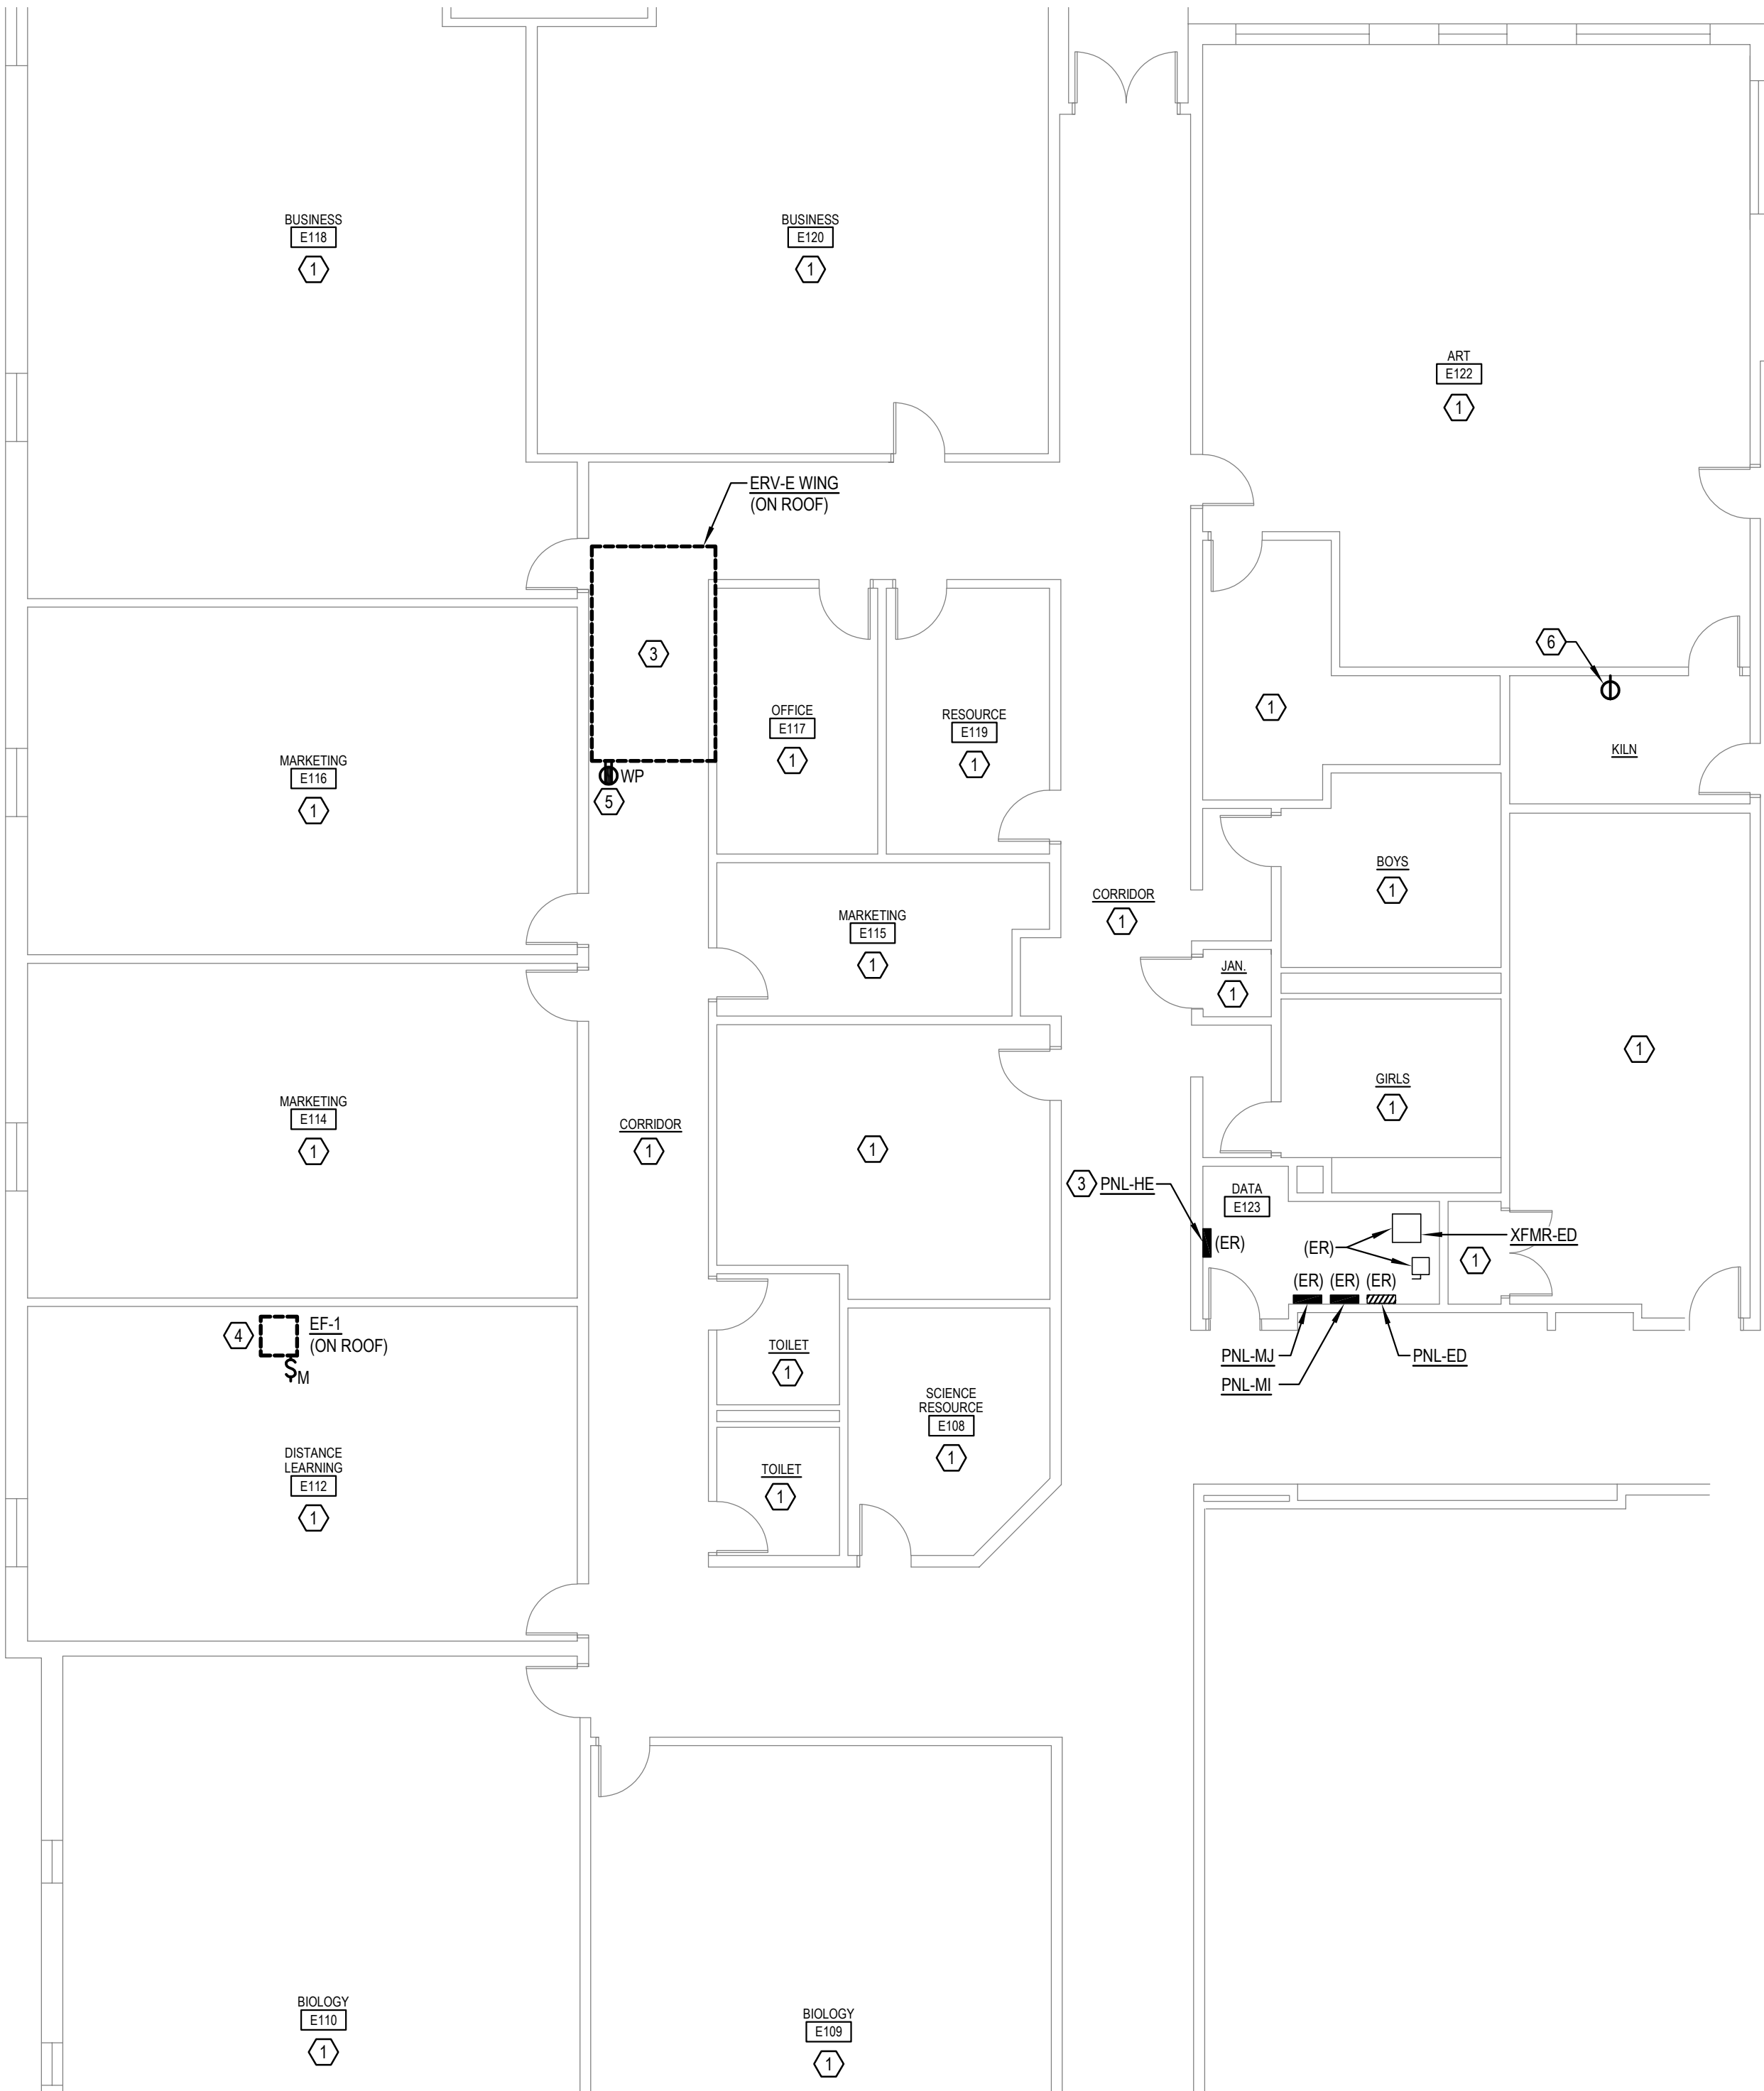 BUSINESS
E118
1
BUSINESS
E120
1
ART
E122
1
ERV-E WING
(ON ROOF)
3
WP
5
OFFICE
E117
1
RESOURCE
E119
1
1
6
KILN
MARKETING
E116
1
MARKETING
E115
1
CORRIDOR
1
BOYS
1
JAN.
1
1
GIRLS
1
MARKETING
E114
1
CORRIDOR
1
1
3 PNL-HE
(ER)
DATA
E123
(ER)
XFMR-ED
1
(ER) (ER) (ER)
PNL-MJ
PNL-MI
PNL-ED
4
EF-1
(ON ROOF)
$M
TOILET
1
TOILET
1
SCIENCE
RESOURCE
E108
1
DISTANCE
LEARNING
E112
1
BIOLOGY
E110
1
BIOLOGY
E109
1